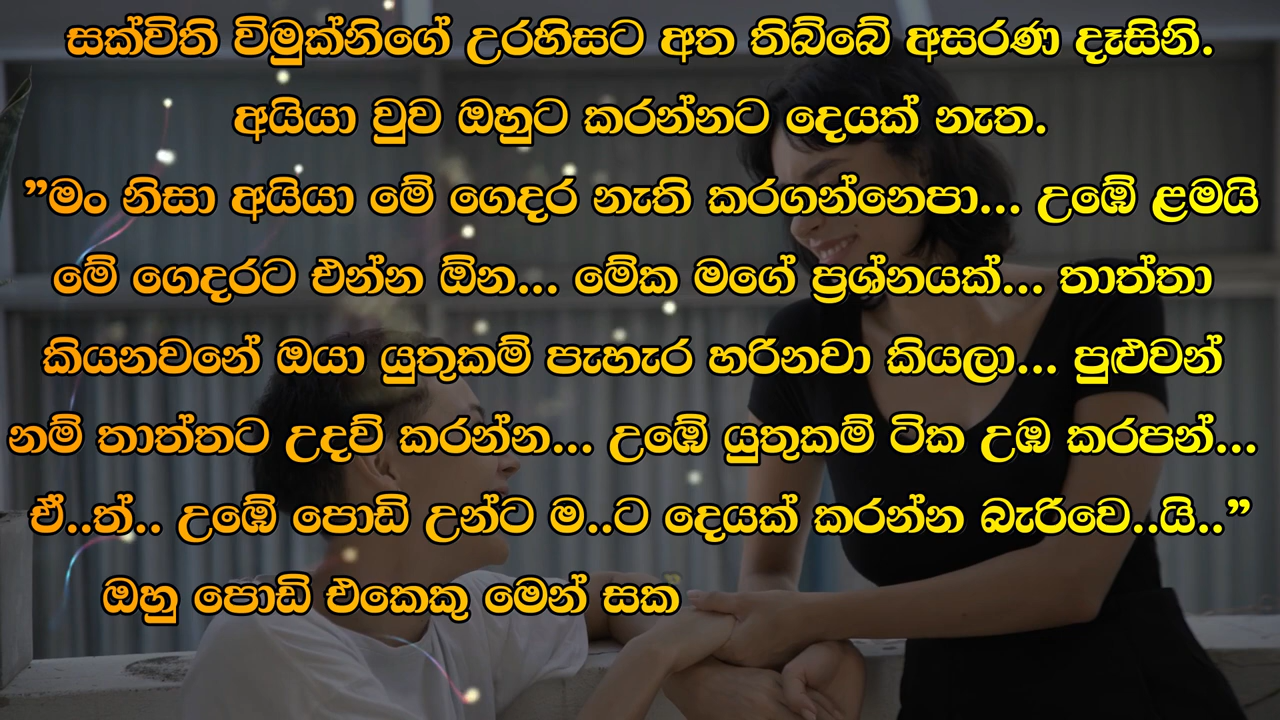 සක්විති විමුක්තිගේ උරහිසට අත තිබ්බේ අසරණ දෑසිනි.
අයියා වුව ඔහුට කරන්නට දෙයක් නැත.
”මං නිසා අයියා මේ ගෙදර නැති කරගන්නෙපා... උඹේ ළමයි
මේ ගෙදරට එන්න ඕන... මේක මගේ ප්‍රශ්නයක්... තාත්තා
කියනවනේ ඔයා යුතුකම් පැහැර හරිනවා කියලා... පුළුවන්
නම් තාත්තට උදව් කරන්න... උඹේ යුතුකම් ටික උඹ කරපන්...
ඒ..ත්.. උඹේ පොඩි උන්ට ම..ට දෙයක් කරන්න බැරිවෙ..යි..”
ඔහු පොඩි එකෙකු මෙන් සක